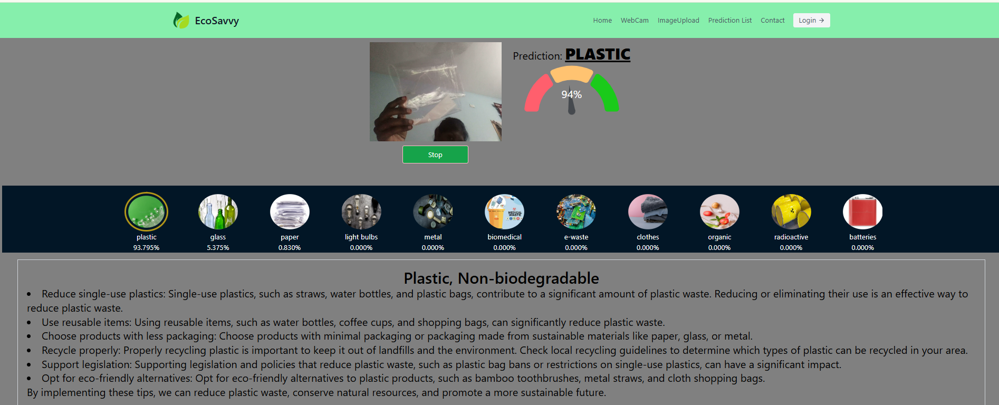 EcoSavvy
Home WebCam ImageUpload Prediction List Contact Login →
Prediction: PLASTIC
94%
Stop
MEDICAL
WASTE
plastic glass paper light bulbs metal biomedical e-waste clothes organic radioactive batteries
93.795% 5.375% 0.830% 0.000% 0.000% 0.000% 0.000% 0.000% 0.000% 0.000% 0.000%
Plastic, Non-biodegradable
• Reduce single-use plastics: Single-use plastics, such as straws, water bottles, and plastic bags, contribute to a significant amount of plastic waste. Reducing or eliminating their use is an effective way to
reduce plastic waste.
• Use reusable items: Using reusable items, such as water bottles, coffee cups, and shopping bags, can significantly reduce plastic waste.
• Choose products with less packaging: Choose products with minimal packaging or packaging made from sustainable materials like paper, glass, or metal.
• Recycle properly: Properly recycling plastic is important to keep it out of landfills and the environment. Check local recycling guidelines to determine which types of plastic can be recycled in your area.
• Support legislation: Supporting legislation and policies that reduce plastic waste, such as plastic bag bans or restrictions on single-use plastics, can have a significant impact.
• Opt for eco-friendly alternatives: Opt for eco-friendly alternatives to plastic products, such as bamboo toothbrushes, metal straws, and cloth shopping bags.
By implementing these tips, we can reduce plastic waste, conserve natural resources, and promote a more sustainable future.